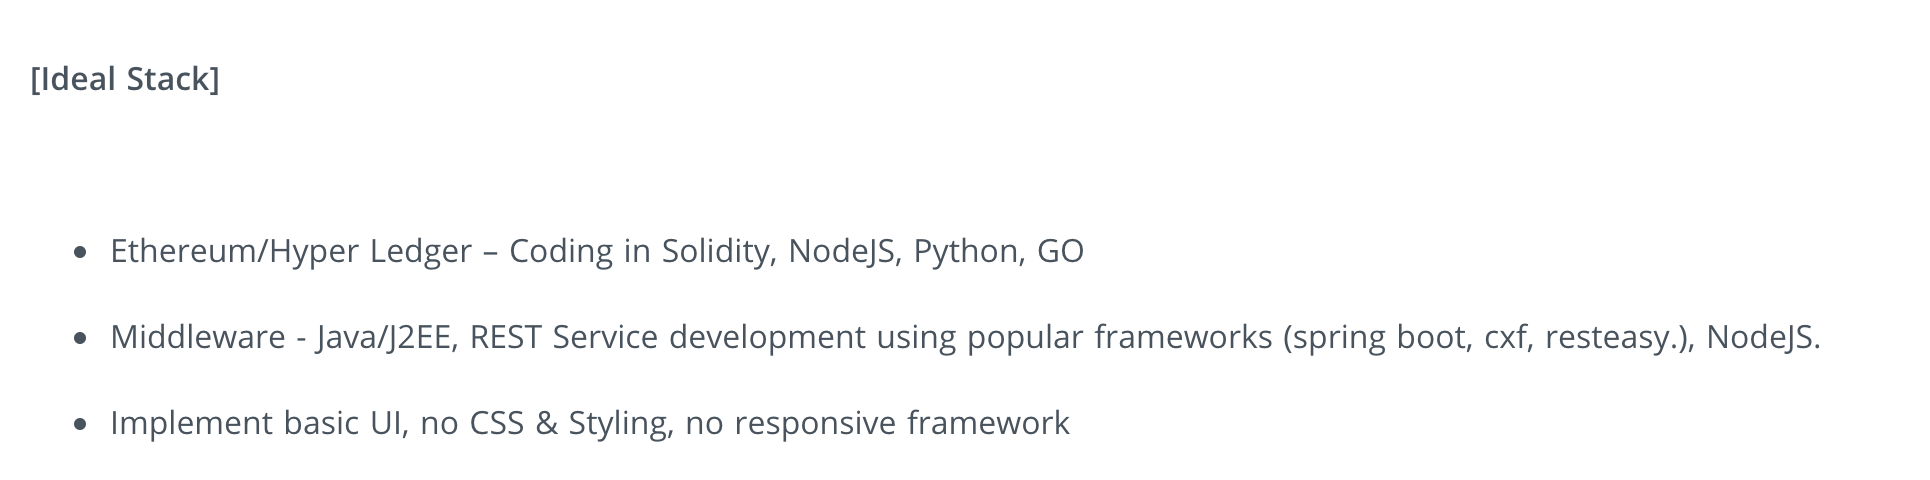 [Ideal Stack]
Ethereum/Hyper Ledger – Coding in Solidity, NodeJS, Python, GO
Middleware - Java/J2EE, REST Service development using popular frameworks (spring boot, cxf, resteasy.), NodeJS.
Implement basic UI, no CSS & Styling, no responsive framework